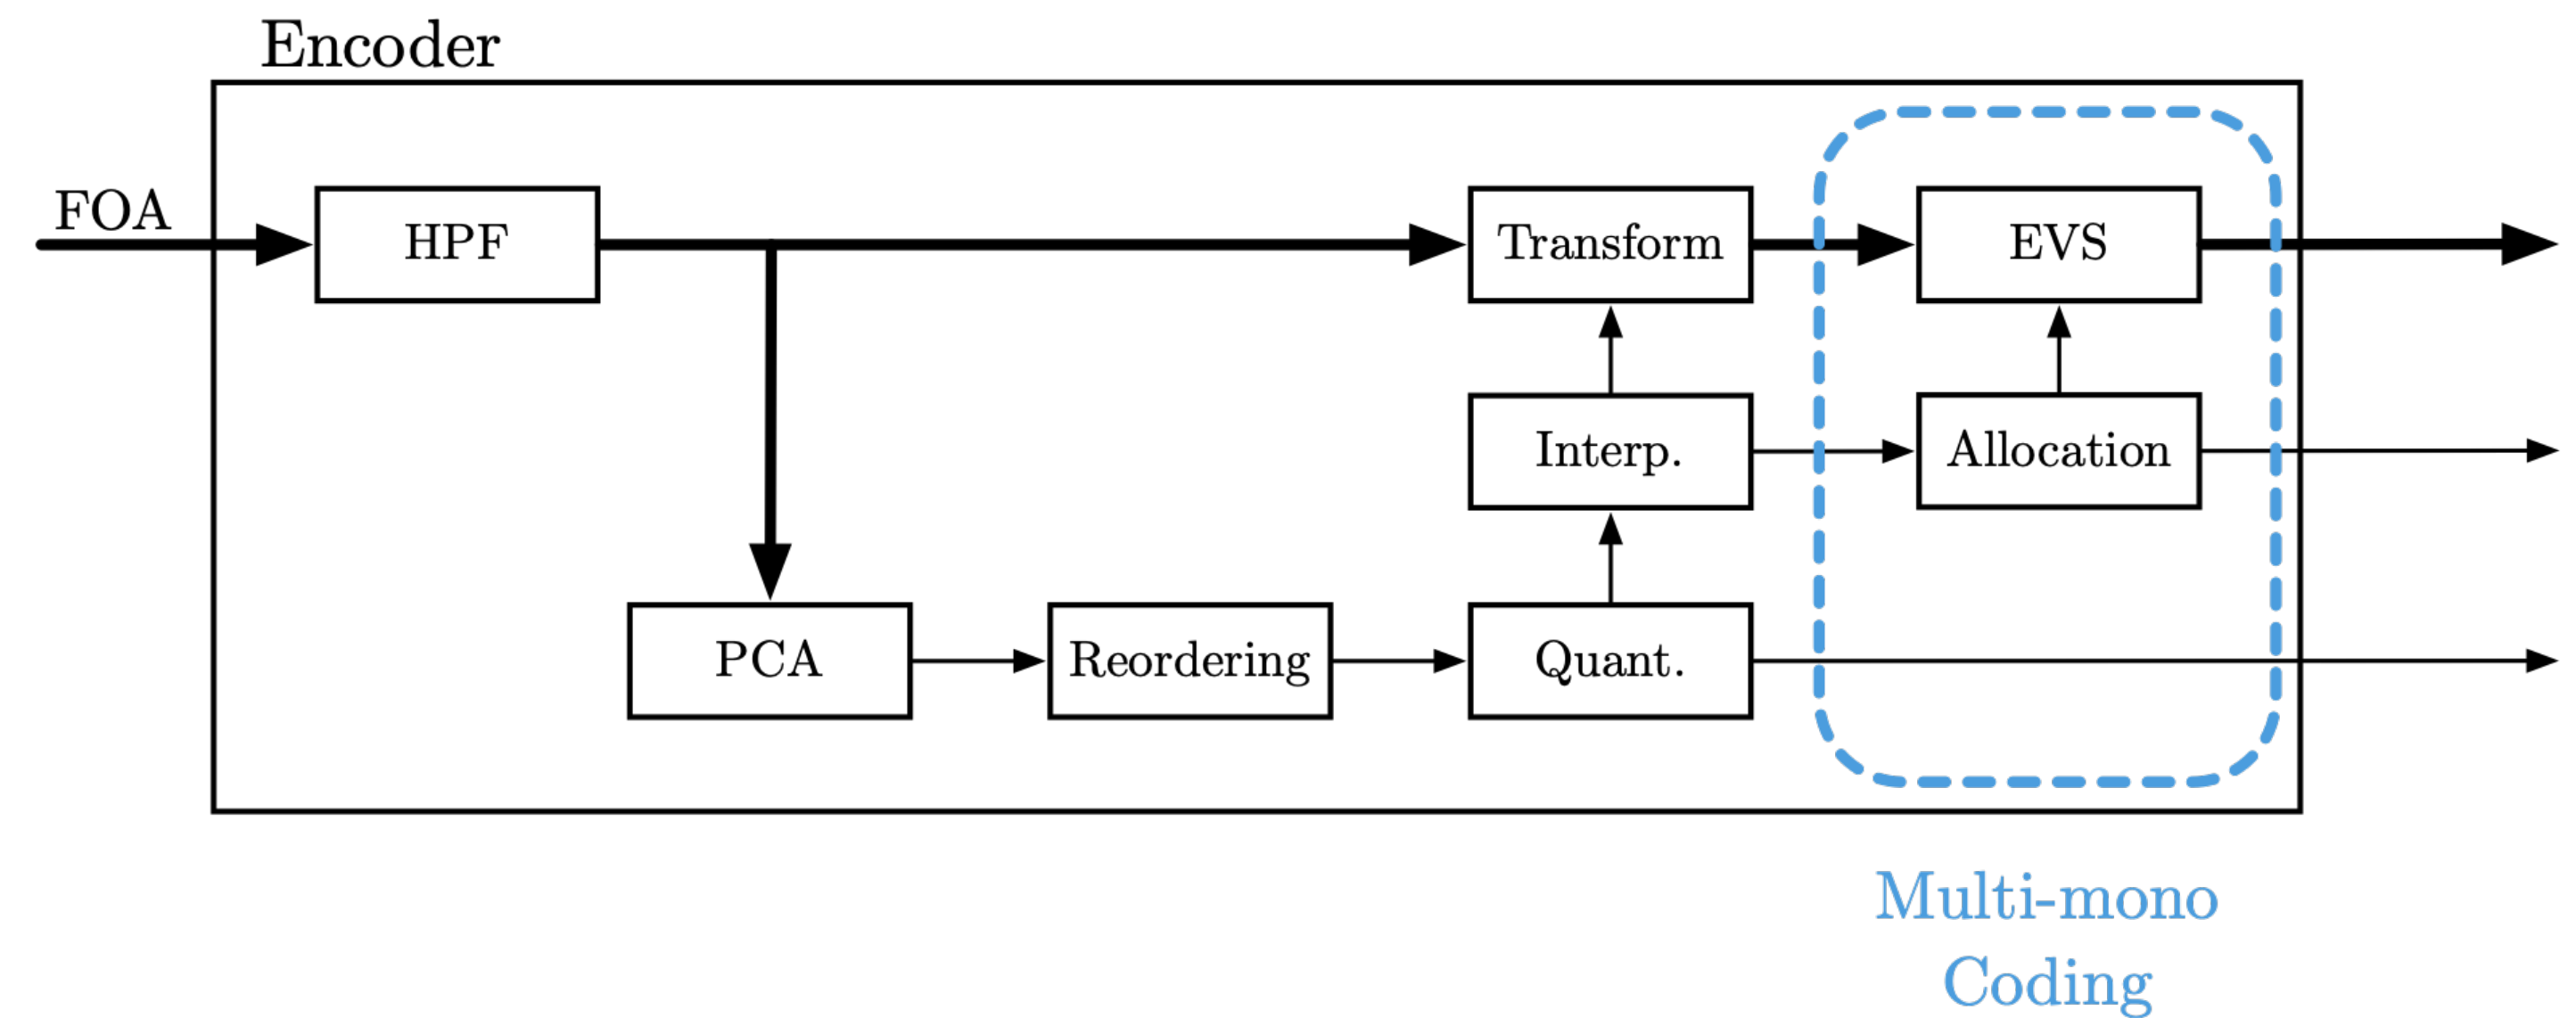 Encoder
FOA
HPF
Transform
EVS
Interp.
Allocation
PCA
Reordering
Quant.
Multi-mono
Coding